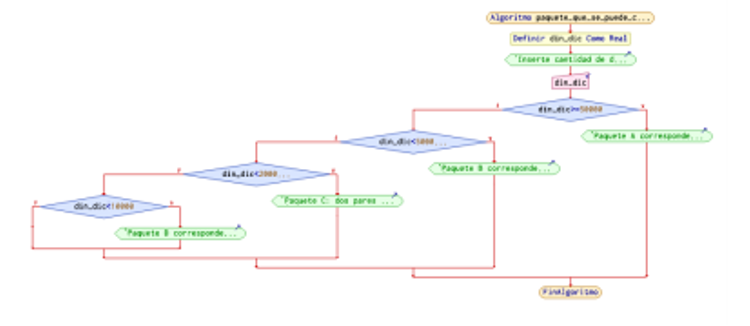 Algoritmo paquete_que_se_puede_c...
Definir din_dic Como Real
"Inserte cantidad de d...
din_dic
din_dic>=50000
"Paquete A corresponde...
din_dic<5000...
"Paquete B corresponde...
din_dic<2000...
"Paquete C: dos pares ...
din_dic<10000
"Paquete D corresponde...
FinAlgoritmo